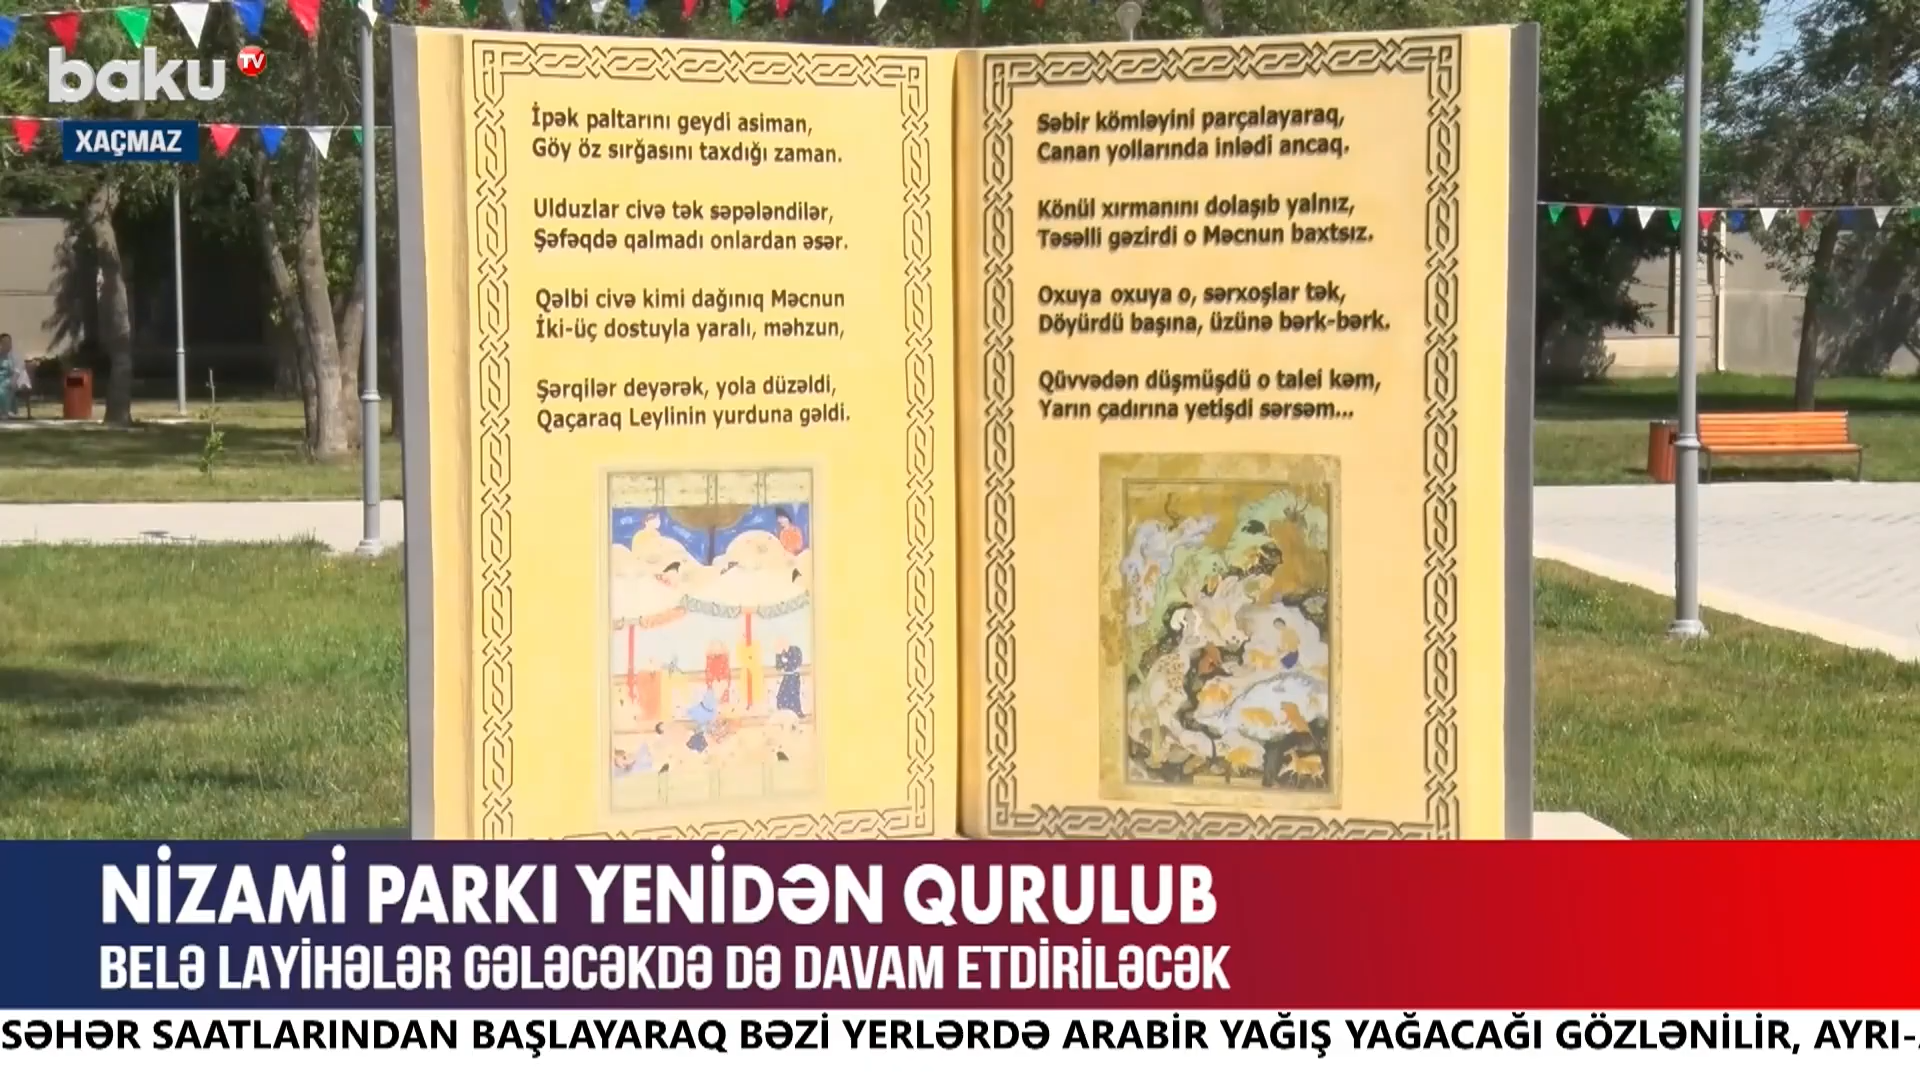 baku TV
XAÇMAZ
İpək paltarını geydi asiman,
Göy öz sırğasını taxdığı zaman.
Ulduzlar civə tək səpələndilər,
Şəfəqdə qalmadı onlardan əsər.
Qəlbi civə kimi dağınıq Məcnun
İki-üç dostuyla yaralı, məhzun,
Şərqilər deyərək, yola düzəldi,
Qaçaraq Leylinin yurduna gəldi.
Səbir kömləyini parçalayaraq,
Canan yollarında inlədi ancaq.
Könül xırmanını dolaşıb yalnız,
Təsəlli gəzirdi o Məcnun baxtsız.
Oxuya oxuya o, sərxoşlar tək,
Döyürdü başına, üzünə bərk-bərk.
Qüvvədən düşmüşdü o talei kəm,
Yarın çadırına yetişdi sərsəm...
NİZAMİ PARKI YENİDƏN QURULUB
BELƏ LAYİHƏLƏR GƏLƏCƏKDƏ DƏ DAVAM ETDİRİLƏCƏK
SƏHƏR SAATLARINDAN BAŞLAYARAQ BƏZİ YERLƏRDƏ ARABİR YAĞIŞ YAĞACAĞI GÖZLƏNİLİR, AYRI-